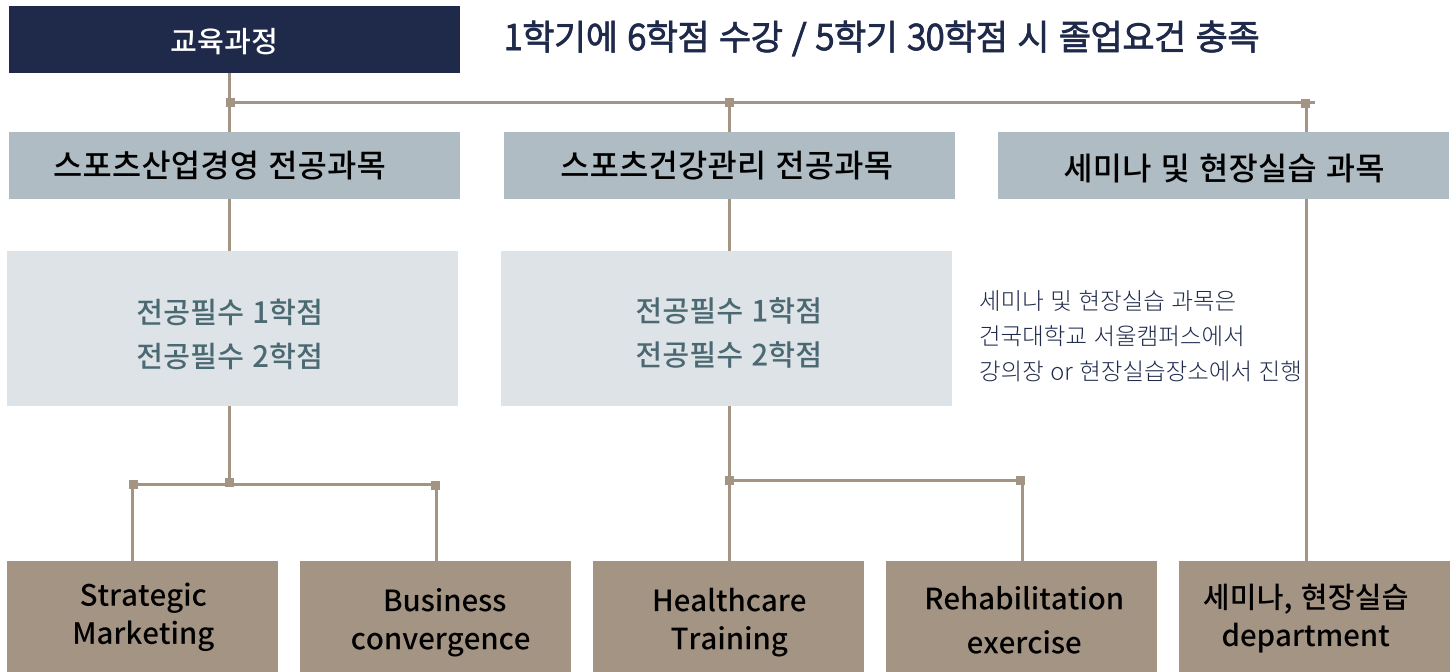 교육과정
1학기에 6학점 수강 / 5학기 30학점 시 졸업요건 충족
스포츠산업경영 전공과목
스포츠건강관리 전공과목
세미나 및 현장실습 과목
전공필수 1학점
전공필수 2학점
전공필수 1학점
전공필수 2학점
세미나 및 현장실습 과목은
건국대학교 서울캠퍼스에서
강의장 or 현장실습장소에서 진행
Strategic
Marketing
Business
convergence
Healthcare
Training
Rehabilitation
exercise
세미나, 현장실습
department